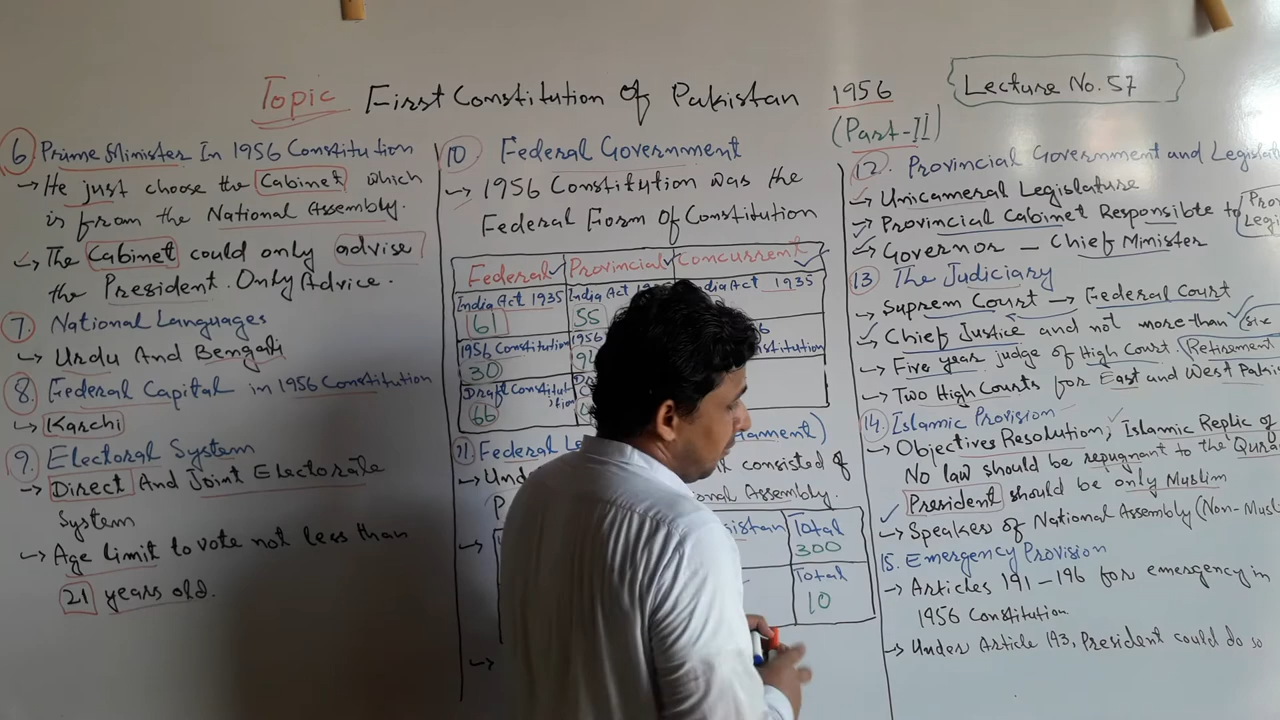 Topic First Constitution of Pakistan 1956
(Part-II)
Lecture No. 57
6 Prime Minister In 1956 Constitution
→ He just choose the Cabinet which
is from the National Assembly.
→ The Cabinet could only advise
the President. Only Advice.
7. National Languages
→ Urdu And Bengali
8. Federal Capital in 1956 Constitution
→ Karchi
9. Electoral System
→ Direct And Joint Electorate
System
→ Age limit to vote not less than
21 years old.
10 Federal Government
→ 1956 Constitution was the
Federal Form of Constitution
Federal Provincial Concurrent
India Act 1935 India Act India Act 1935
61 55
1956 Constitution 1956
30 94
Draft Constitution
66
11. Federal
consisted of
Assembly.
Total
300
Total
10
12. Provincial Government and
→ Unicameral Legislature
→ Provincial Cabinet Responsible to
→ Governor - Chief Minister
13 The Judiciary
→ Suprem Court → Federal Court
→ Chief Justice and not more than six
→ Five year judge of High Court. Retirement
→ Two High Courts for East and West
14. Islamic Provision
→ Objectives Resolution, Islamic Replic of
No law should be repugnant to the
President should be only Muslim
→ Speaker of National Assembly
15. Emergency Provision
→ Articles 191-196 for emergency in
1956 Constitution.
→ Under Article 193, President could do so